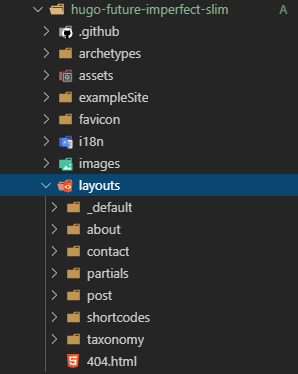 hugo-future-imperfect-slim A
.github
archetypes
assets
exampleSite
favicon
i18n
images
layouts
_default
about
contact
partials
post
shortcodes
taxonomy
404.html